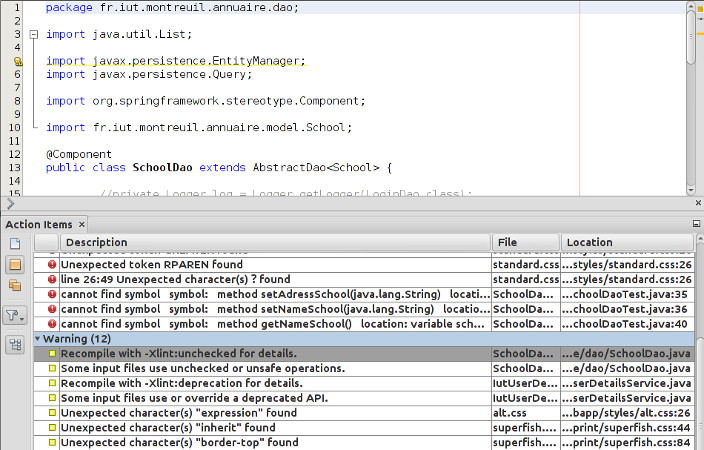 1 package fr.iut.montreuil.annuaire.dao;
2
3 import java.util.List;
4
import javax.persistence.EntityManager;
6 import javax.persistence.Query;
7
8 import org.springframework.stereotype.Component;
9
10 import fr.iut.montreuil.annuaire.model.School;
11
12 @Component
13 public class SchoolDao extends AbstractDao<School> {
14
15 //private Logger log = Logger.getLogger(LoginDao.class);
Action Items
Description File Location
standard.css ...styles/standard.css:26
Unexpected token RPAREN found standard.css ...styles/standard.css:26
line 26:49 Unexpected character(s) ? found standard.css ...styles/standard.css:26
cannot find symbol symbol: method setAdressSchool(java.lang.String) locati... SchoolDa... ...choolDaoTest.java:35
cannot find symbol symbol: method setNameSchool(java.lang.String) location:... SchoolDa... ...choolDaoTest.java:36
cannot find symbol symbol: method getNameSchool() location: variable sch... SchoolDa... ...choolDaoTest.java:40
Warning (12)
Recompile with -Xlint:unchecked for details. SchoolDa... ...e/dao/SchoolDao.java
Some input files use unchecked or unsafe operations. SchoolDa... ...e/dao/SchoolDao.java
Recompile with -Xlint:deprecation for details. IutUserDe... ...serDetailsService.java
Some input files use or override a deprecated API. IutUserDe... ...serDetailsService.java
Unexpected character(s) "expression" found alt.css ...bapp/styles/alt.css:26
Unexpected character(s) "inherit" found superfish.... ...print/superfish.css:44
Unexpected character(s) "border-top" found superfish.... ...print/superfish.css:84